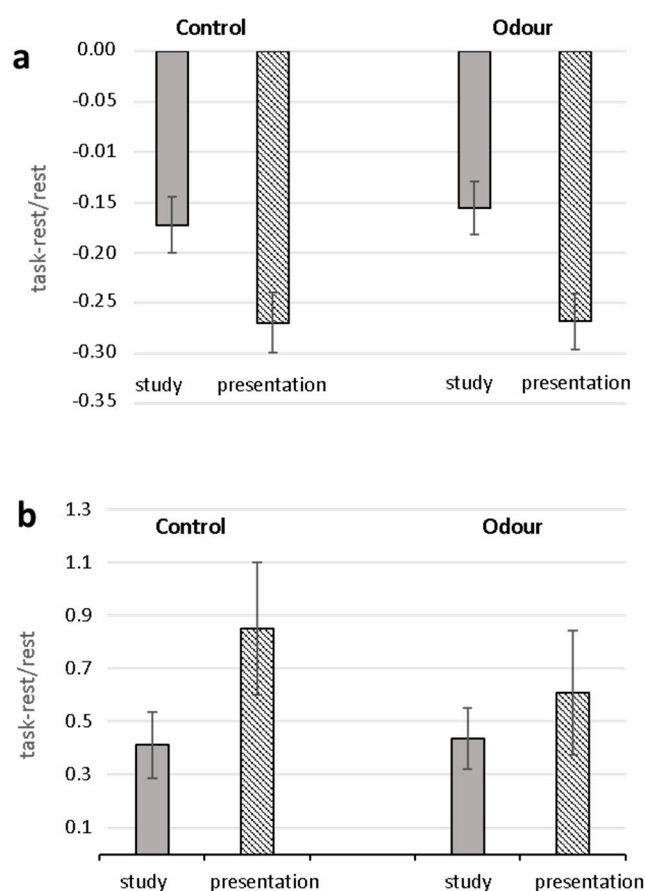 Control Odour
a
0.00
-0.05
-0.01
-0.15
-0.20
-0.25
-0.30
-0.35
task-rest/rest
study presentation study presentation
b
1.3
Control Odour
1.1
0.9
0.7
0.5
0.3
0.1
task-rest/rest
study presentation study presentation